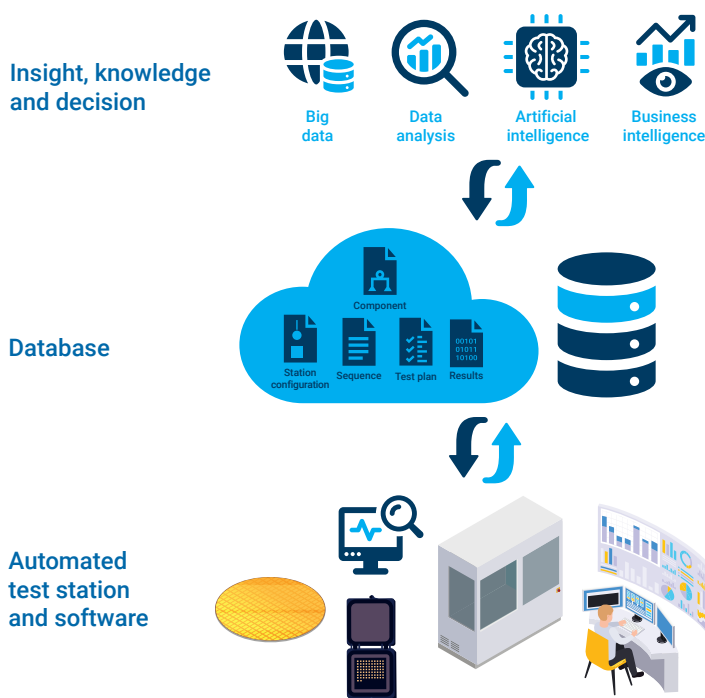 Insight, knowledge
and decision
Big
data
Data
analysis
Artificial
intelligence
Business
intelligence
Database
Component
Station
configuration
Sequence
Test plan
Results
00101
01011
10100
Automated
test station
and software